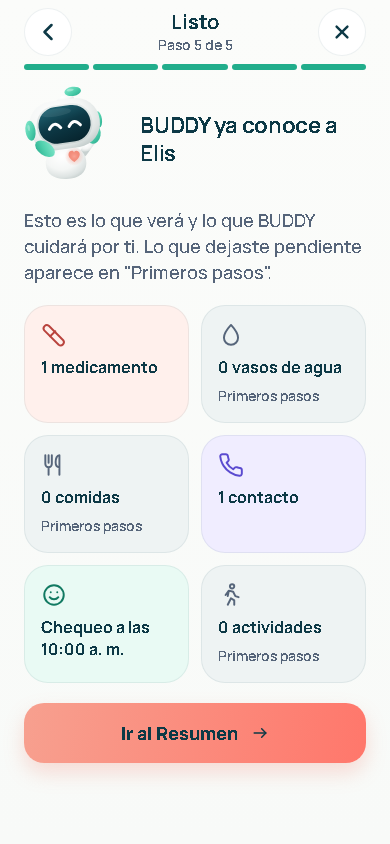 Listo
Paso 5 de 5
BUDDY ya conoce a
Elis
Esto es lo que verá y lo que BUDDY
cuidará por ti. Lo que dejaste pendiente
aparece en "Primeros pasos".
1 medicamento
0 vasos de agua
Primeros pasos
0 comidas
Primeros pasos
1 contacto
Chequeo a las
10:00 a. m.
0 actividades
Primeros pasos
Ir al Resumen →